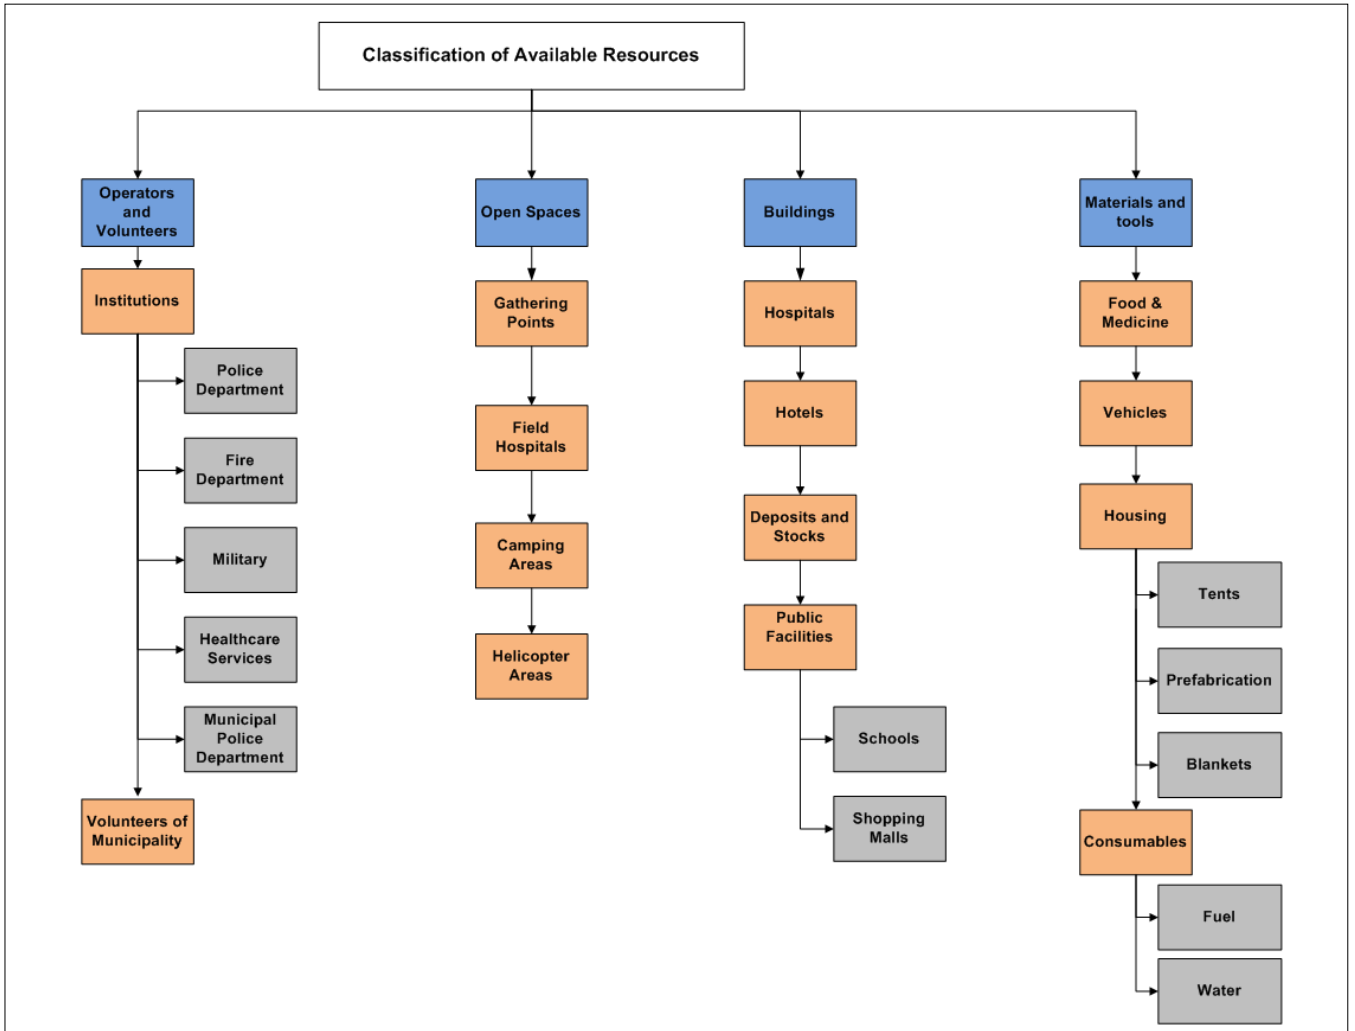 Classification of Available Resources
Operators
and
Volunteers
Institutions
Police
Department
Fire
Department
Military
Healthcare
Services
Municipal
Police
Department
Volunteers of
Municipality
Open Spaces
Gathering
Points
Field
Hospitals
Camping
Areas
Helicopter
Areas
Buildings
Hospitals
Hotels
Deposits and
Stocks
Public
Facilities
Schools
Shopping
Malls
Materials and
tools
Food &
Medicine
Vehicles
Housing
Tents
Prefabrication
Blankets
Consumables
Fuel
Water